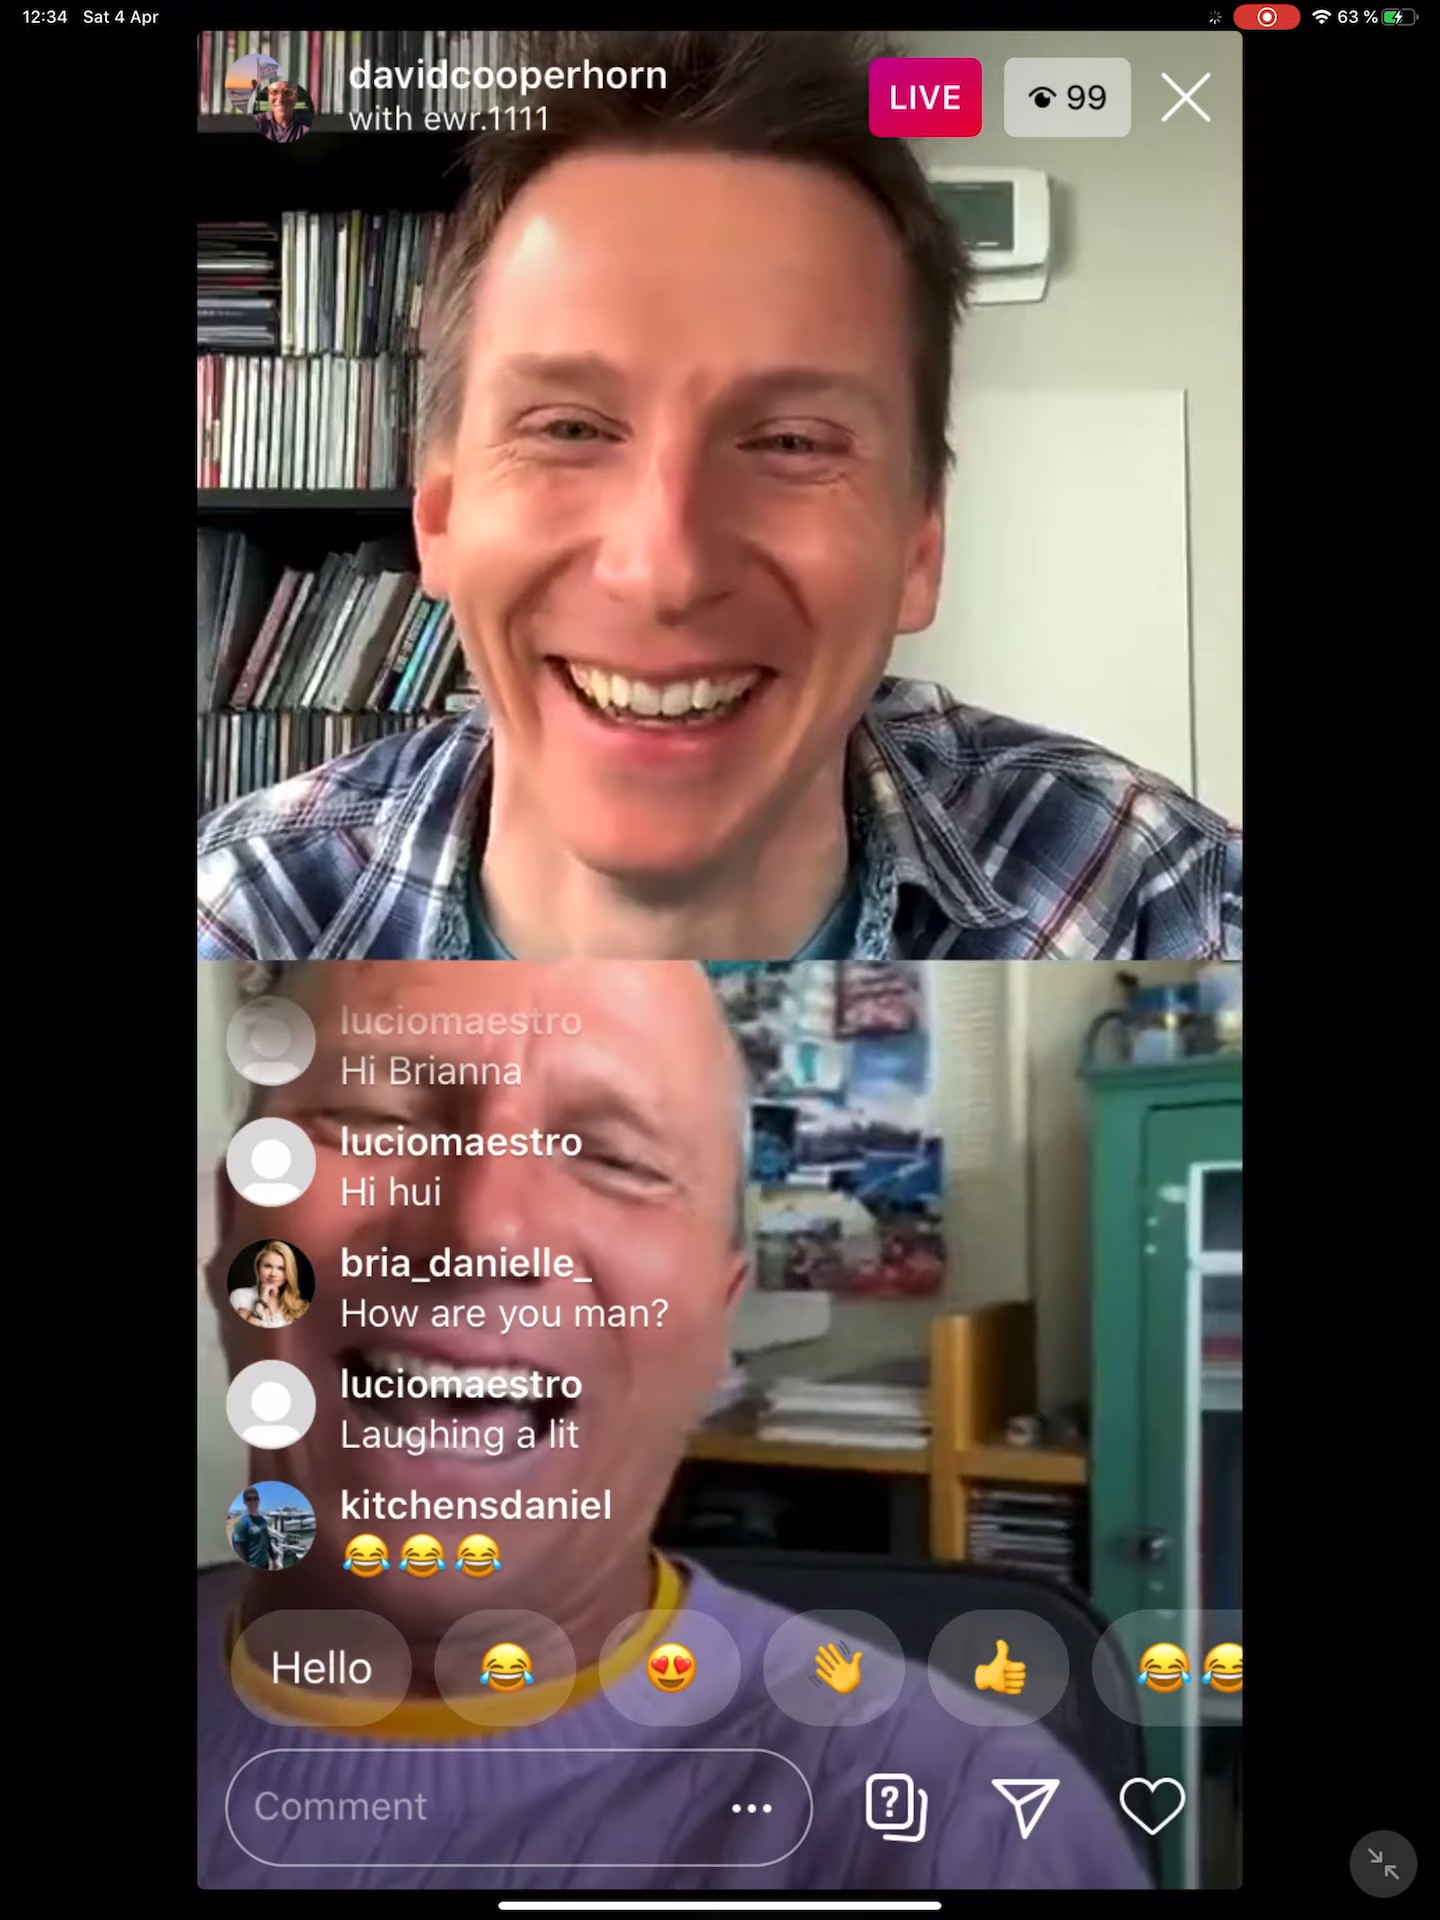 12:34 Sat 4 Apr
63 %
davidcooperhorn
with ewr.1111
LIVE
99
luciomaestro
Hi Brianna
luciomaestro
Hi hui
bria_danielle_
How are you man?
luciomaestro
Laughing a lit
kitchensdaniel
😂😂😂
Hello 😂 😍 👋 👍 😂😂
Comment
?